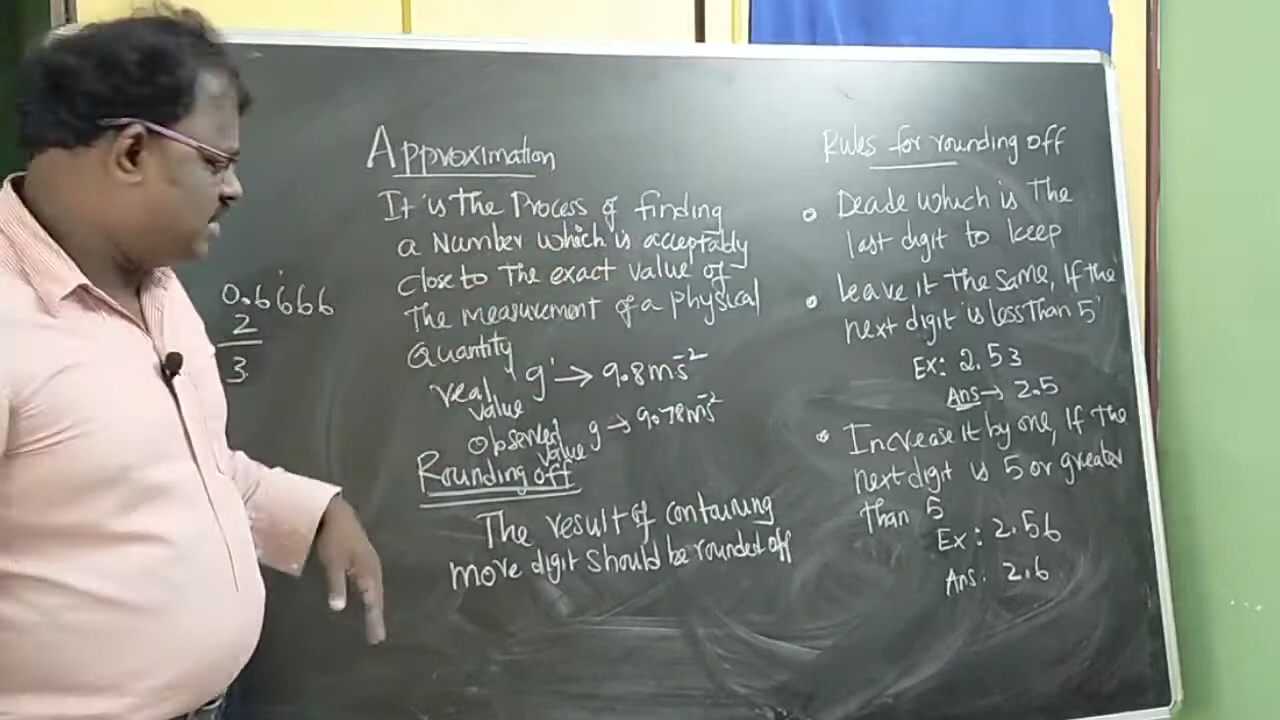 0.6666
2
3
Approximation
It is The Process of finding
a Number which is acceptably
close to The exact value of
The measurement of a physical
Quantity
real value 'g' → 9.8ms⁻²
observed value g → 9.78ms⁻²
Rounding off
The result of containing
more digit should be rounded off
Rules for rounding off
Decide which is The
last digit to keep
leave it the same, If the
next digit is less than 5
Ex: 2.53
Ans → 2.5
Increase it by one, If the
next digit is 5 or greater
than 5
Ex: 2.56
Ans: 2.6